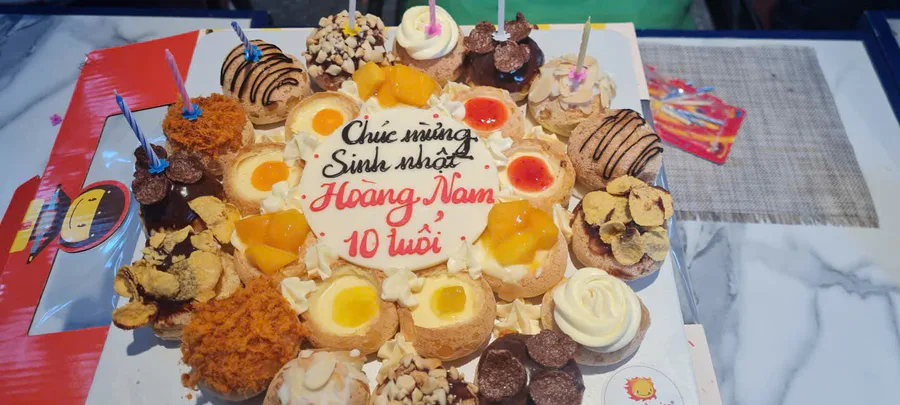 Chúc mừng
Sinh nhật
Hoàng Nam
10 tuổi